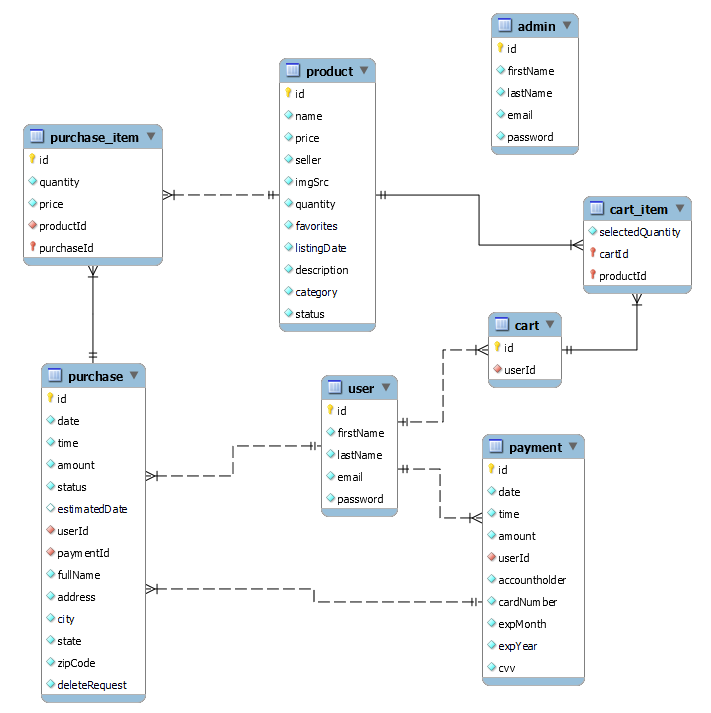 admin
id
firstName
lastName
email
password
product
id
name
price
seller
imgSrc
quantity
favorites
listingDate
description
category
status
purchase_item
id
quantity
price
productId
purchaseId
cart_item
selectedQuantity
cartId
productId
cart
id
userId
purchase
id
date
time
amount
status
estimatedDate
userId
paymentId
fullName
address
city
state
zipCode
deleteRequest
user
id
firstName
lastName
email
password
payment
id
date
time
amount
userId
accountholder
cardNumber
expMonth
expYear
cvv